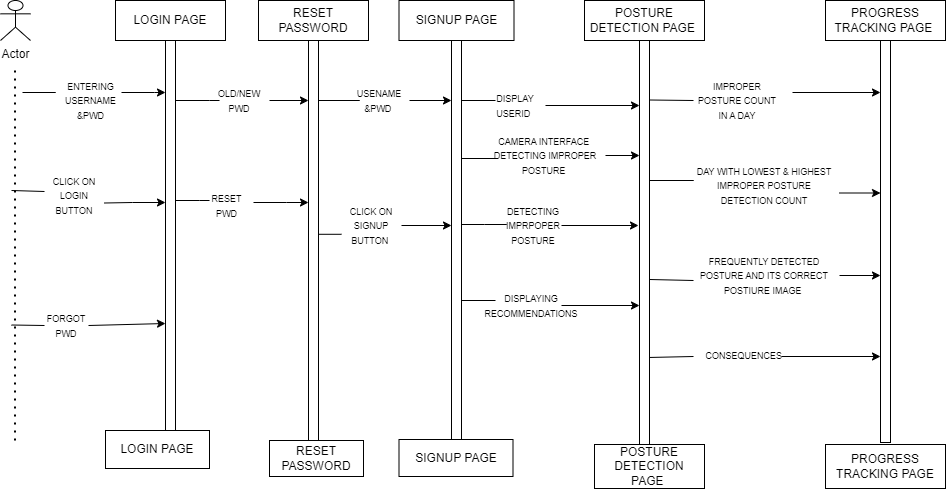 LOGIN PAGE
RESET
PASSWORD
SIGNUP PAGE
POSTURE
DETECTION PAGE
PROGRESS
TRACKING PAGE
Actor
ENTERING
USERNAME
&PWD
OLD/NEW
PWD
USENAME
&PWD
DISPLAY
USERID
IMPROPER
POSTURE COUNT
IN A DAY
CAMERA INTERFACE
DETECTING IMPROPER
POSTURE
CLICK ON
LOGIN
BUTTON
RESET
PWD
CLICK ON
SIGNUP
BUTTON
DETECTING
IMPRPOPER
POSTURE
DAY WITH LOWEST & HIGHEST
IMPROPER POSTURE
DETECTION COUNT
FREQUENTLY DETECTED
POSTURE AND ITS CORRECT
POSTIURE IMAGE
FORGOT
PWD
DISPLAYING
RECOMMENDATIONS
CONSEQUENCES
LOGIN PAGE
RESET
PASSWORD
SIGNUP PAGE
POSTURE
DETECTION
PAGE
PROGRESS
TRACKING PAGE